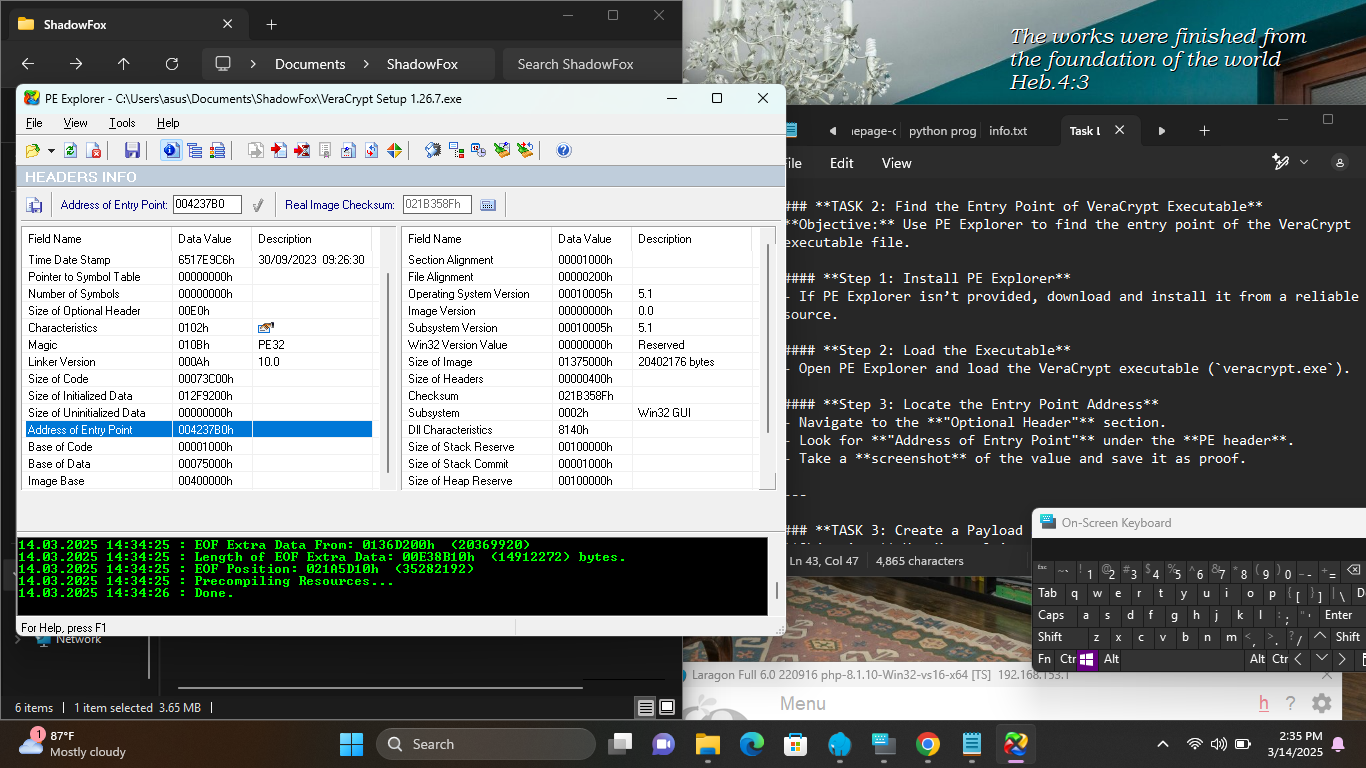 ShadowFox
Documents > ShadowFox
Search ShadowFox
The works were finished from
the foundation of the world
Heb.4:3
PE Explorer - C:\Users\asus\Documents\ShadowFox\VeraCrypt Setup 1.26.7.exe
File View Tools Help
HEADERS INFO
Address of Entry Point: 004237B0
Real Image Checksum: 021B358Fh
Field Name Data Value Description
Time Date Stamp 6517E9C6h 30/09/2023 09:26:30
Pointer to Symbol Table 00000000h
Number of Symbols 00000000h
Size of Optional Header 00E0h
Characteristics 0102h
Magic 010Bh PE32
Linker Version 000Ah 10.0
Size of Code 00073C00h
Size of Initialized Data 012F9200h
Size of Uninitialized Data 00000000h
Address of Entry Point 004237B0h
Base of Code 00001000h
Base of Data 00075000h
Image Base 00400000h
Field Name Data Value Description
Section Alignment 00001000h
File Alignment 00000200h
Operating System Version 00010005h 5.1
Image Version 00000000h 0.0
Subsystem Version 00010005h 5.1
Win32 Version Value 00000000h Reserved
Size of Image 01375000h 20402176 bytes
Size of Headers 00000400h
Checksum 021B358Fh
Subsystem 0002h Win32 GUI
Dll Characteristics 8140h
Size of Stack Reserve 00100000h
Size of Stack Commit 00001000h
Size of Heap Reserve 00100000h
14.03.2025 14:34:25 : EOF Extra Data From: 0136D200h (20369920)
14.03.2025 14:34:25 : Length of EOF Extra Data: 00E38B10h (14912272) bytes.
14.03.2025 14:34:25 : EOF Position: 021A5D10h (35282192)
14.03.2025 14:34:25 : Precompiling Resources...
14.03.2025 14:34:26 : Done.
For Help, press F1
Network
6 items 1 item selected 3.65 MB
python prog info.txt Task L
Edit View
### **TASK 2: Find the Entry Point of VeraCrypt Executable**
**Objective:** Use PE Explorer to find the entry point of the VeraCrypt
executable file.
#### **Step 1: Install PE Explorer**
- If PE Explorer isn’t provided, download and install it from a reliable
source.
#### **Step 2: Load the Executable**
- Open PE Explorer and load the VeraCrypt executable (`veracrypt.exe`).
#### **Step 3: Locate the Entry Point Address**
- Navigate to the **"Optional Header"** section.
- Look for **"Address of Entry Point"** under the **PE header**.
- Take a **screenshot** of the value and save it as proof.
---
### **TASK 3: Create a Payload
Ln 43, Col 47 4,865 characters
On-Screen Keyboard
Esc ~` !1 @2 #3 $4 %5 ^6 &7 *8 (9 )0 _- +=
Tab q w e r t y u i o p {[ }] |\
Caps a s d f g h j k l :; "' Enter
Shift z x c v b n m <, >. ?/ Shift
Fn Ctr Alt Alt Ctr
Laragon Full 6.0 220916 php-8.1.10-Win32-vs16-x64 [TS] 192.168.153.1
Menu h ?
1
87°F
Mostly cloudy
Search
2:35 PM
3/14/2025